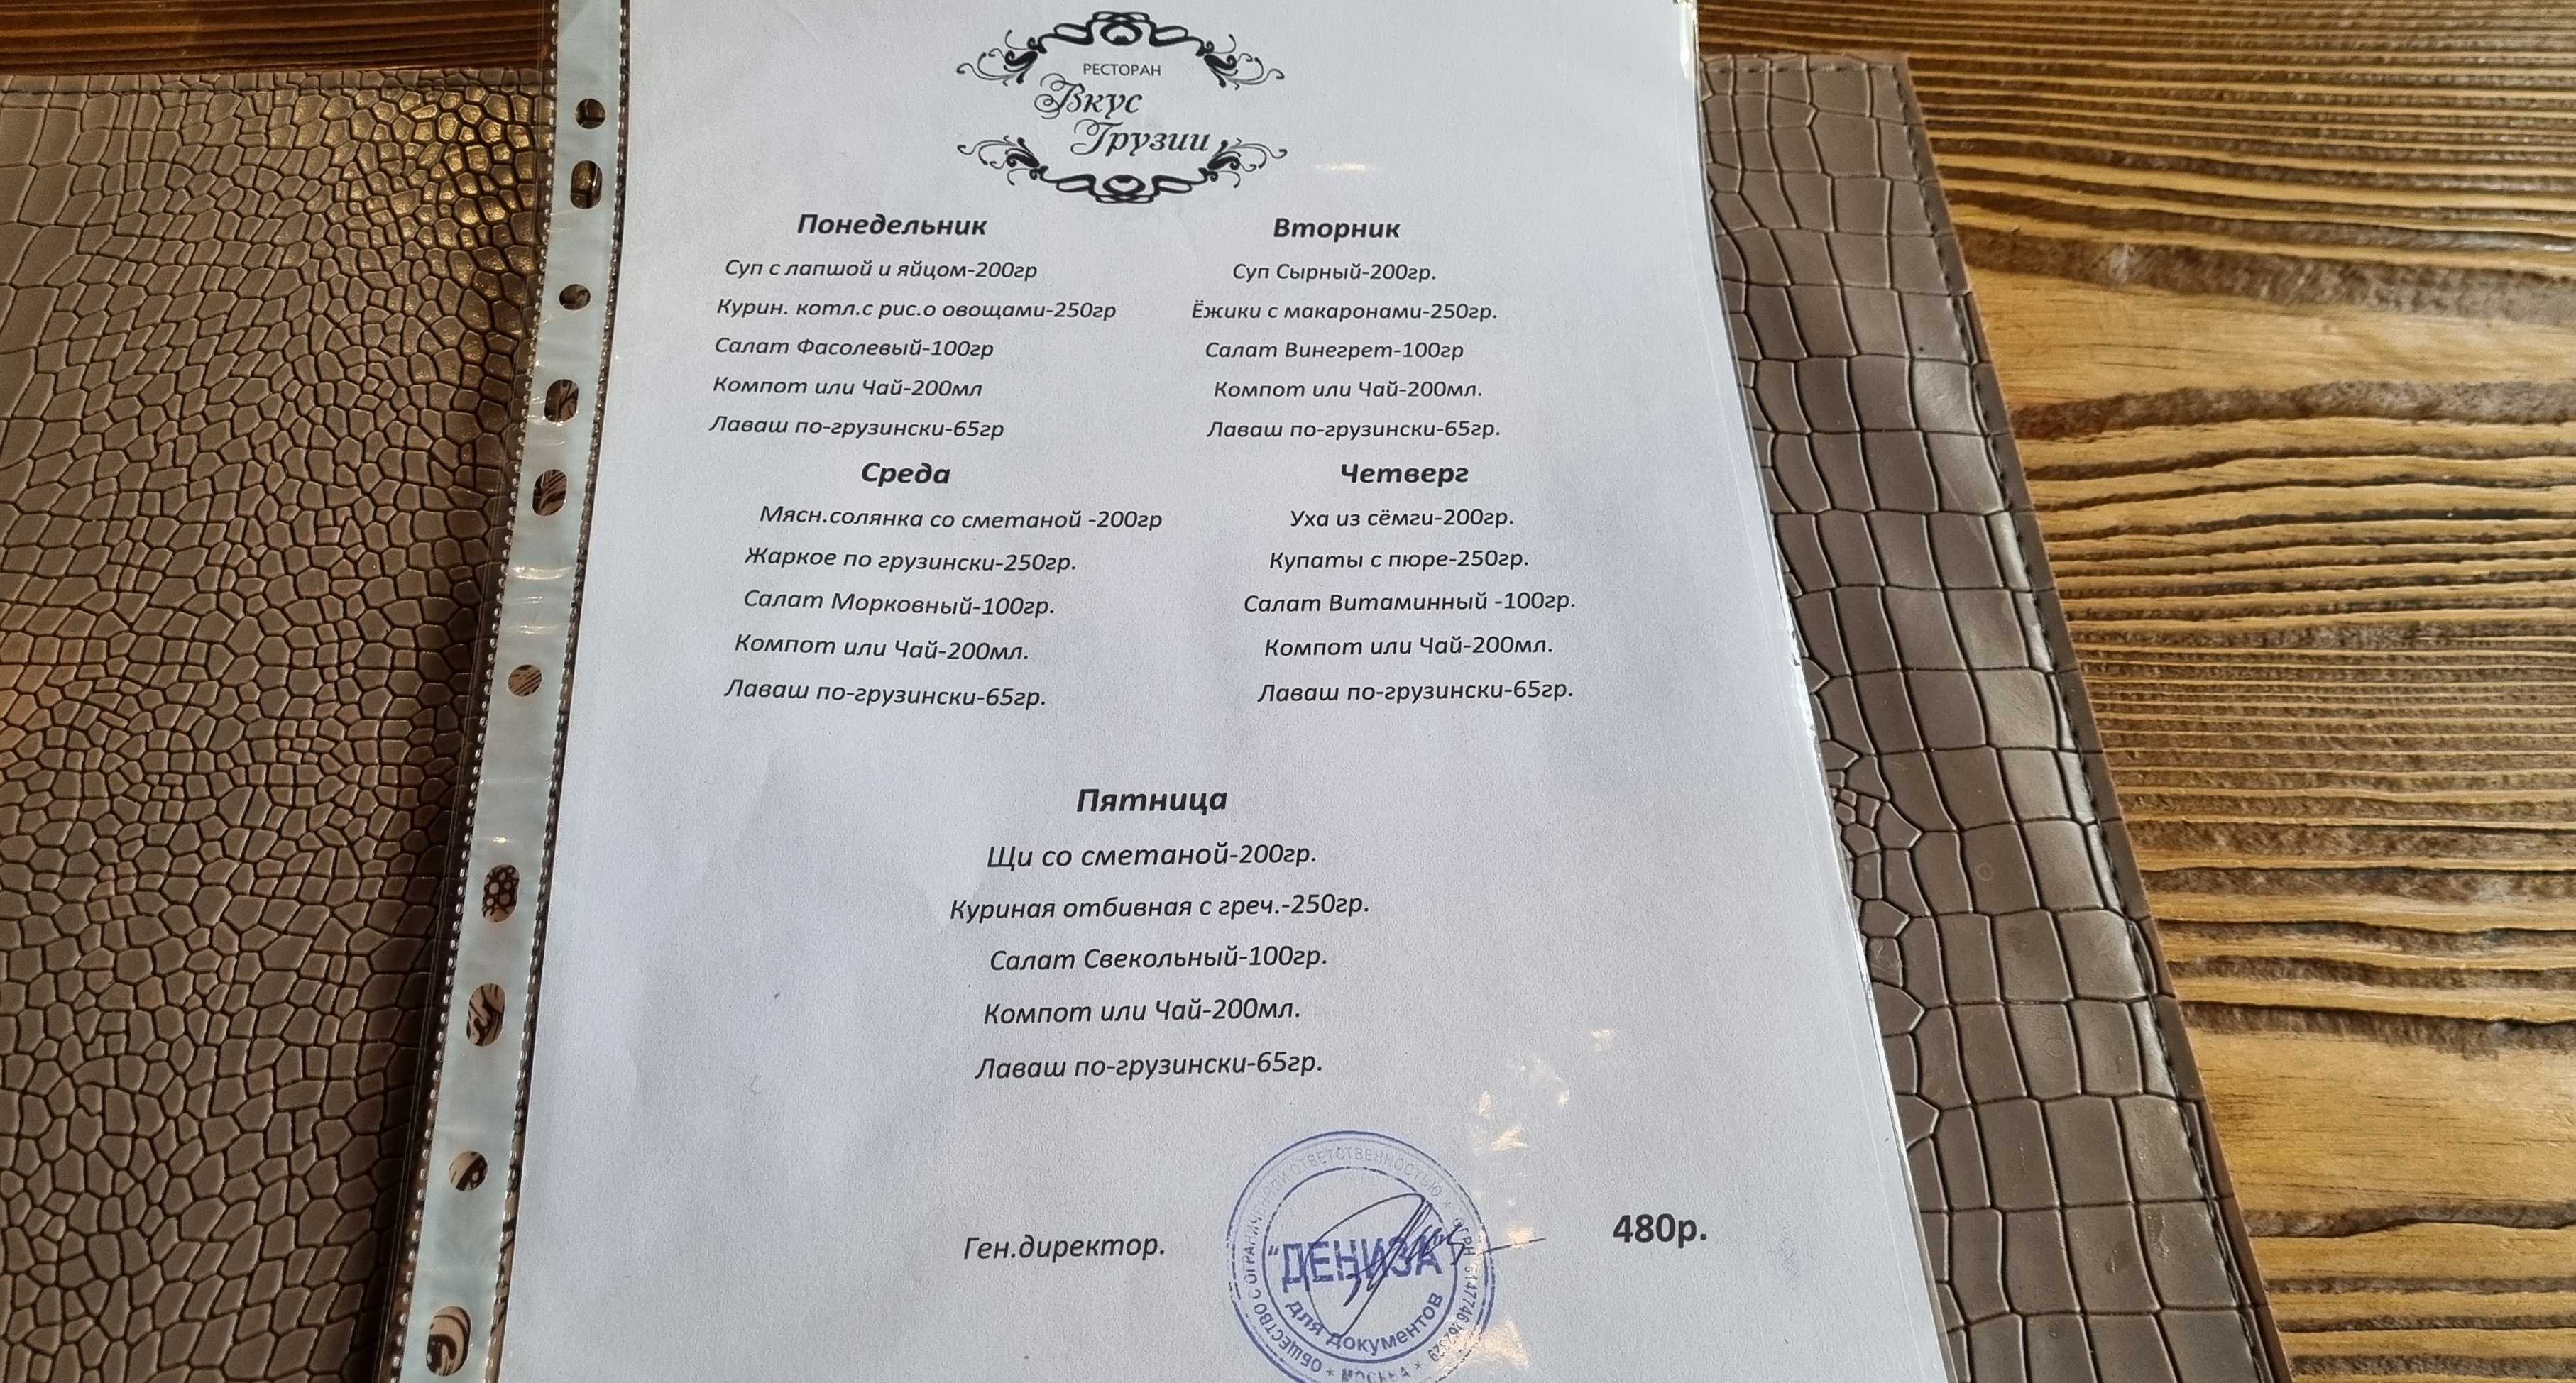 РЕСТОРАН
Вкус
Грузии
Понедельник
Суп с лапшой и яйцом-200гр
Курин. котл.с рис.о овощами-250гр
Салат Фасолевый-100гр
Компот или Чай-200мл
Лаваш по-грузински-65гр
Вторник
Суп Сырный-200гр.
Ёжики с макаронами-250гр.
Салат Винегрет-100гр
Компот или Чай-200мл.
Лаваш по-грузински-65гр.
Среда
Мясн.солянка со сметаной -200гр
Жаркое по грузински-250гр.
Салат Морковный-100гр.
Компот или Чай-200мл.
Лаваш по-грузински-65гр.
Четверг
Уха из сёмги-200гр.
Купаты с пюре-250гр.
Салат Витаминный -100гр.
Компот или Чай-200мл.
Лаваш по-грузински-65гр.
Пятница
Щи со сметаной-200гр.
Куриная отбивная с греч.-250гр.
Салат Свекольный-100гр.
Компот или Чай-200мл.
Лаваш по-грузински-65гр.
Ген.директор.
480р.
ОБЩЕСТВО С ОГРАНИЧЕННОЙ ОТВЕТСТВЕННОСТЬЮ * ОГРН
* МОСКВА *
"ДЕНИЗА"
для документов